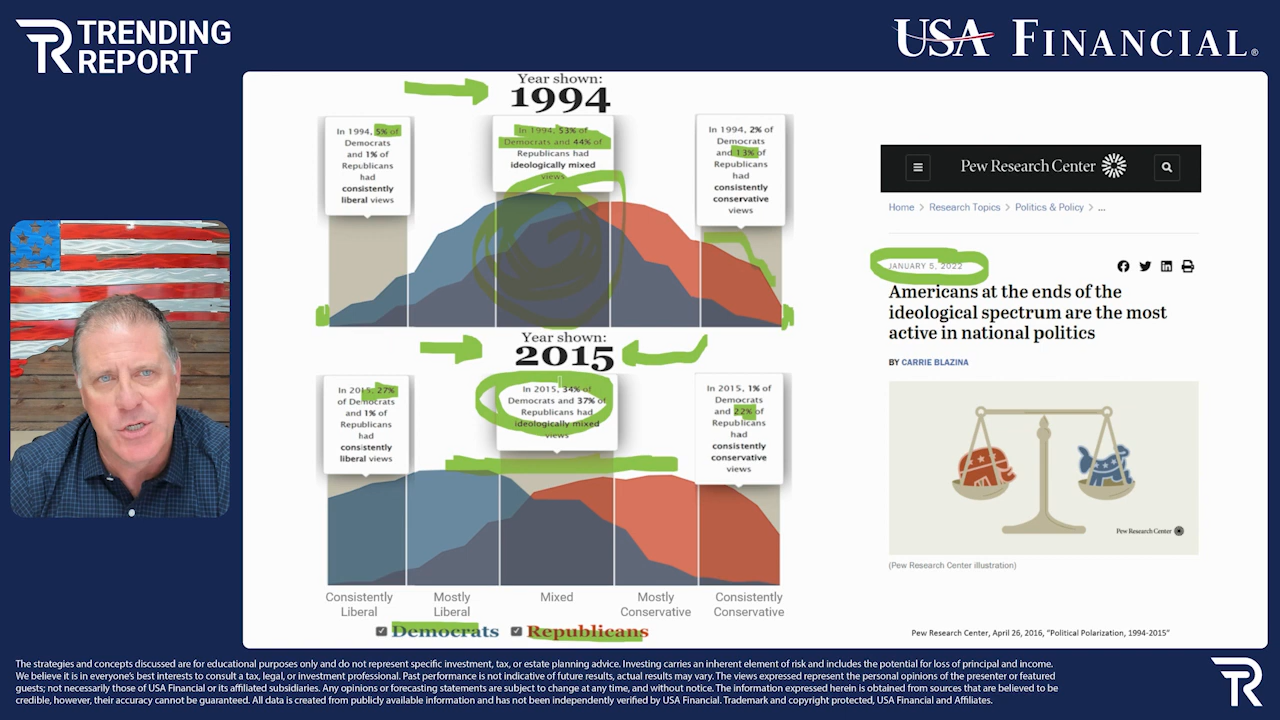 TRENDING
REPORT
USA FINANCIAL®
Year shown:
1994
In 1994, 5% of
Democrats
and 1% of
Republicans
had
consistently
liberal views
In 1994, 53% of
Democrats and 44% of
Republicans had
ideologically mixed
views
In 1994, 2% of
Democrats
and 13% of
Republicans
had
consistently
conservative
views
Year shown:
2015
In 2015, 27%
of Democrats
and 1% of
Republicans
had
consistently
liberal views
In 2015, 34% of
Democrats and 37% of
Republicans had
ideologically mixed
views
In 2015, 1% of
Democrats
and 22% of
Republicans
had
consistently
conservative
views
Consistently
Liberal
Mostly
Liberal
Mixed
Mostly
Conservative
Consistently
Conservative
Democrats
Republicans
Pew Research Center
Home > Research Topics > Politics & Policy > ...
JANUARY 5, 2022
Americans at the ends of the
ideological spectrum are the most
active in national politics
BY CARRIE BLAZINA
Pew Research Center
(Pew Research Center illustration)
Pew Research Center, April 26, 2016, "Political Polarization, 1994-2015"
The strategies and concepts discussed are for educational purposes only and do not represent specific investment, tax, or estate planning advice. Investing carries an inherent element of risk and includes the potential for loss of principal and income.
We believe it is in everyone's best interests to consult a tax, legal, or investment professional. Past performance is not indicative of future results, actual results may vary. The views expressed represent the personal opinions of the presenter or featured
guests; not necessarily those of USA Financial or its affiliated subsidiaries. Any opinions or forecasting statements are subject to change at any time, and without notice. The information expressed herein is obtained from sources that are believed to be
credible, however, their accuracy cannot be guaranteed. All data is created from publicly available information and has not been independently verified by USA Financial. Trademark and copyright protected, USA Financial and Affiliates.